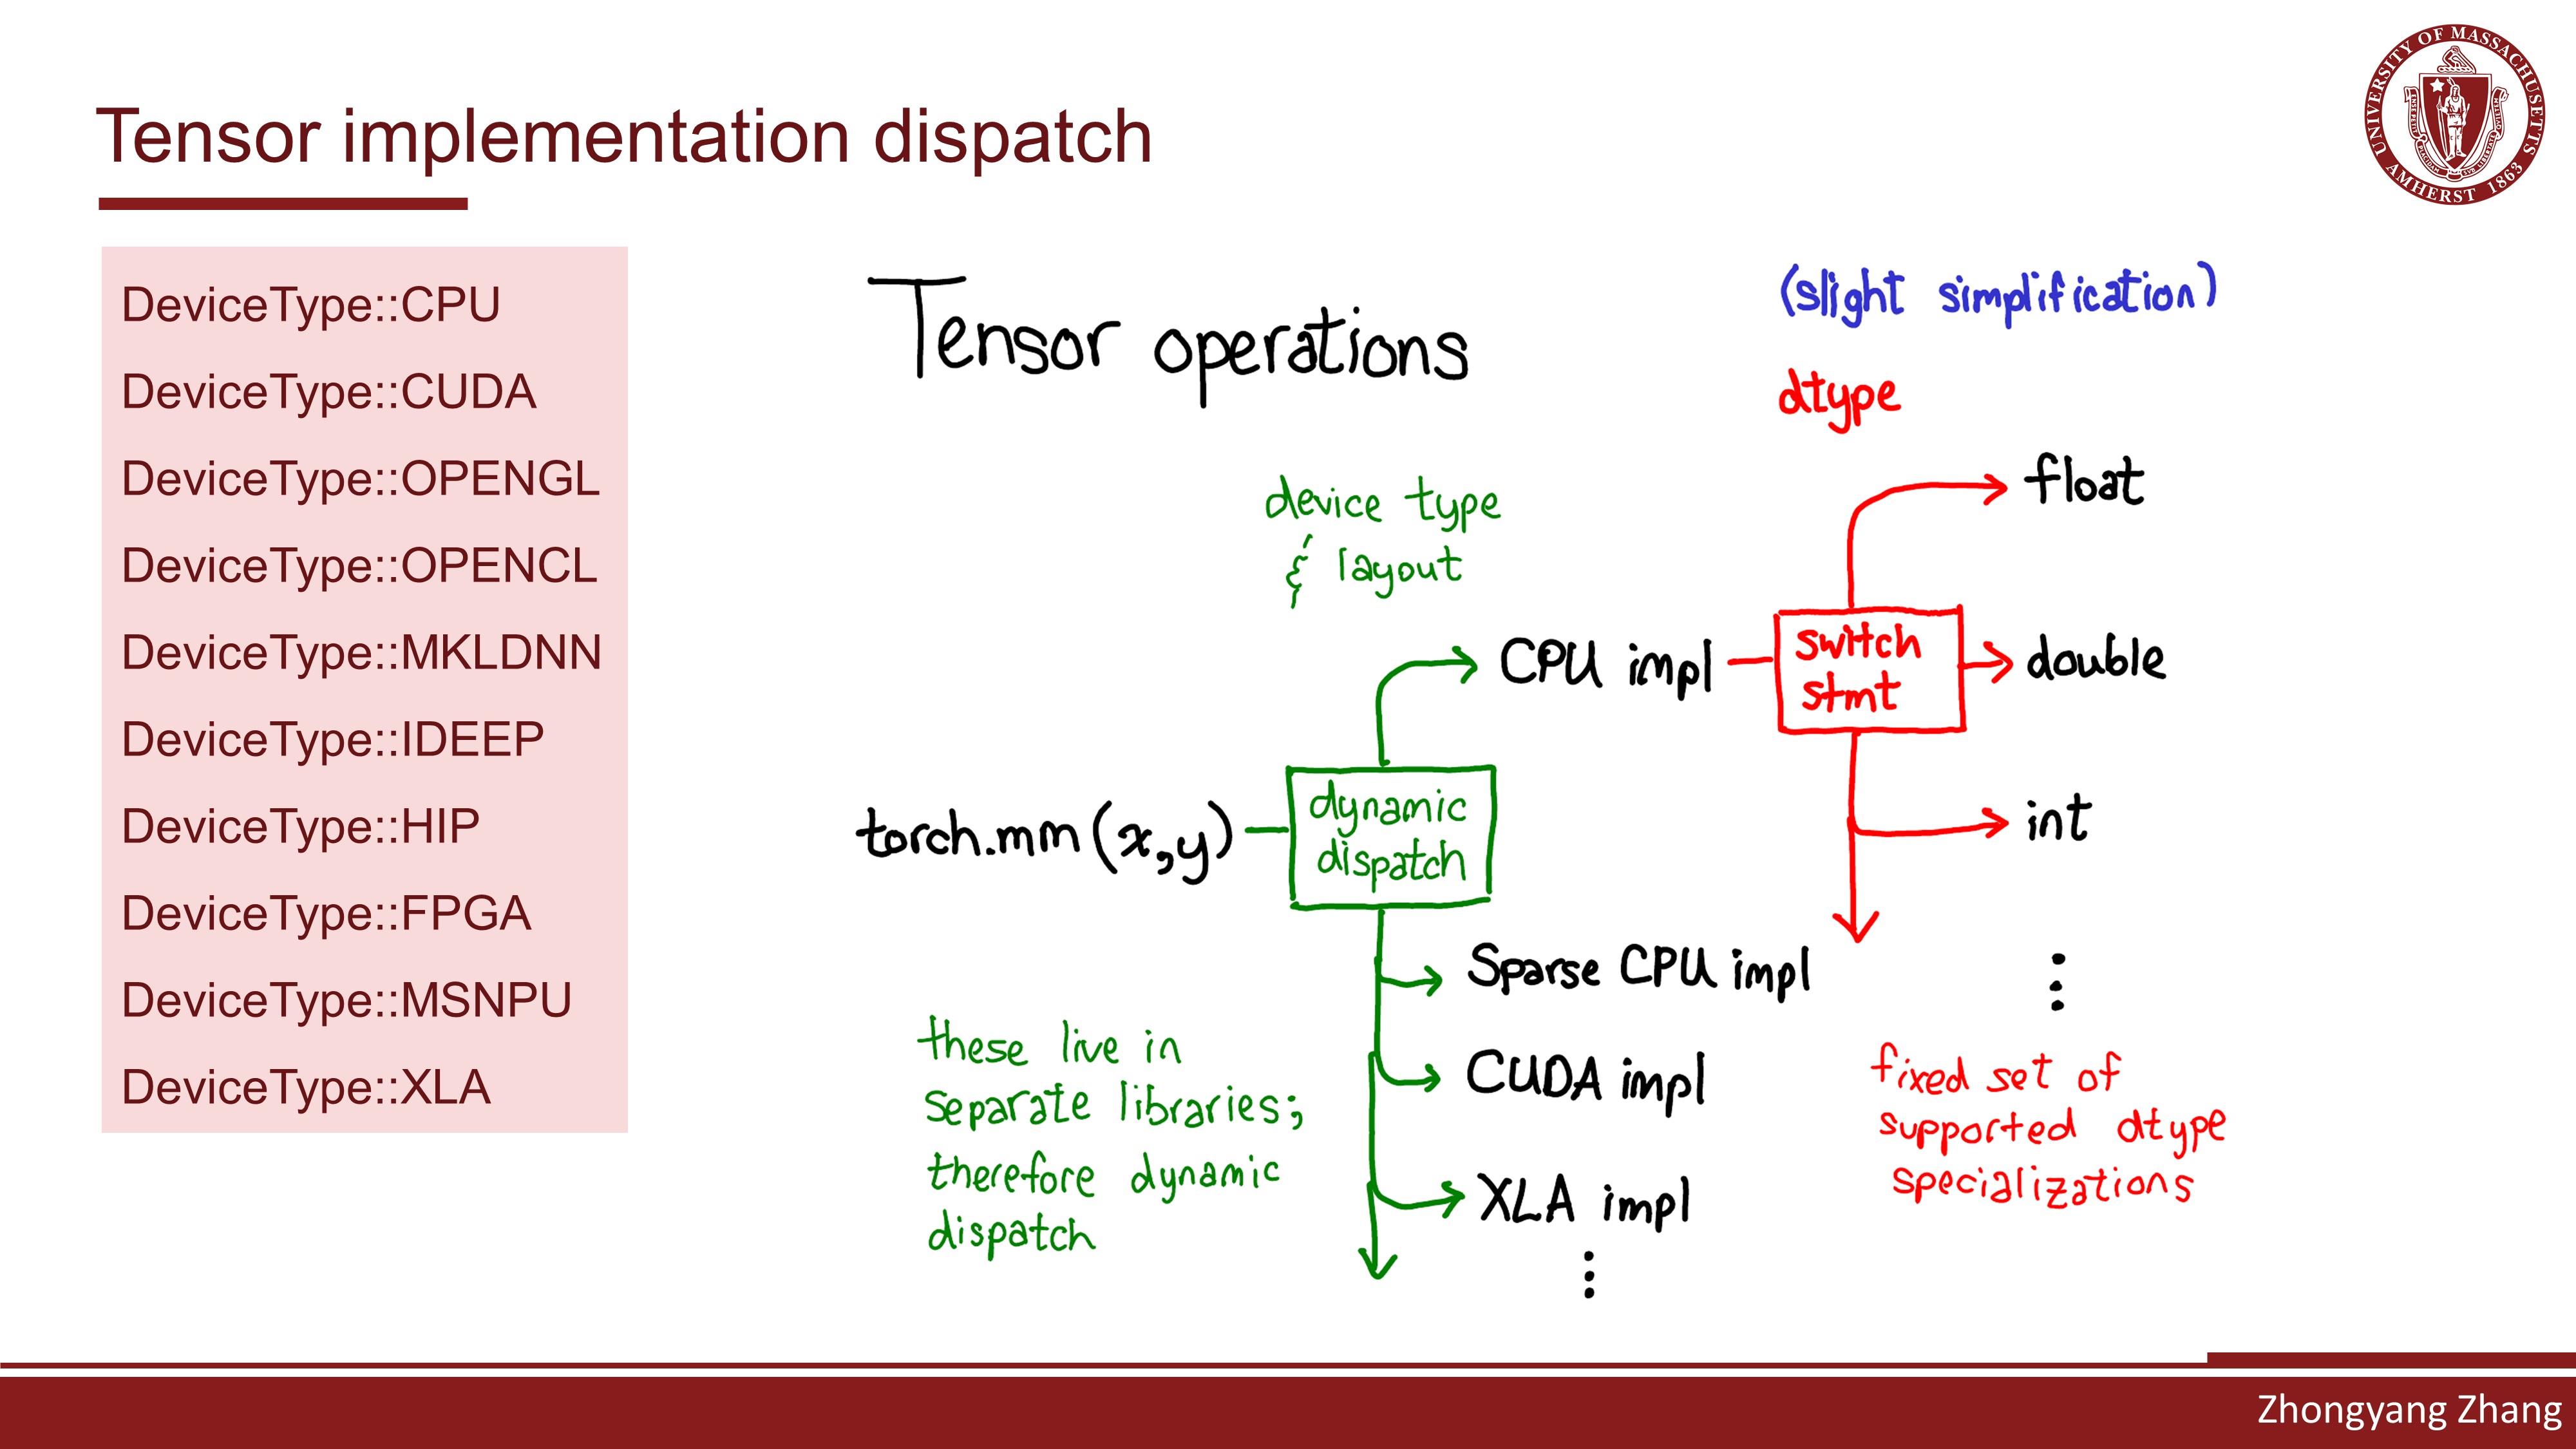 Tensor implementation dispatch
UNIVERSITY OF MASSACHUSETTS
AMHERST 1863
DeviceType::CPU
DeviceType::CUDA
DeviceType::OPENGL
DeviceType::OPENCL
DeviceType::MKLDNN
DeviceType::IDEEP
DeviceType::HIP
DeviceType::FPGA
DeviceType::MSNPU
DeviceType::XLA
Tensor operations
(slight simplification)
dtype
device type
& layout
float
CPU impl
switch
stmt
double
torch.mm(x,y)
dynamic
dispatch
int
Sparse CPU impl
CUDA impl
XLA impl
these live in
separate libraries;
therefore dynamic
dispatch
fixed set of
supported dtype
specializations
Zhongyang Zhang